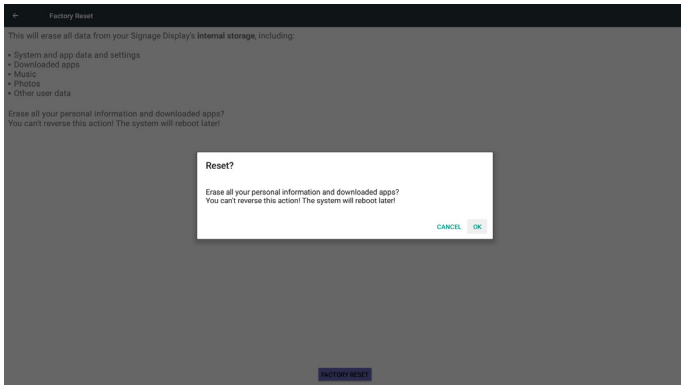 ← Factory Reset
This will erase all data from your Signage Display's internal storage, including:
• System and app data and settings
• Downloaded apps
• Music
• Photos
• Other user data
Erase all your personal information and downloaded apps?
You can't reverse this action! The system will reboot later!
Reset?
Erase all your personal information and downloaded apps?
You can't reverse this action! The system will reboot later!
CANCEL OK
FACTORY RESET